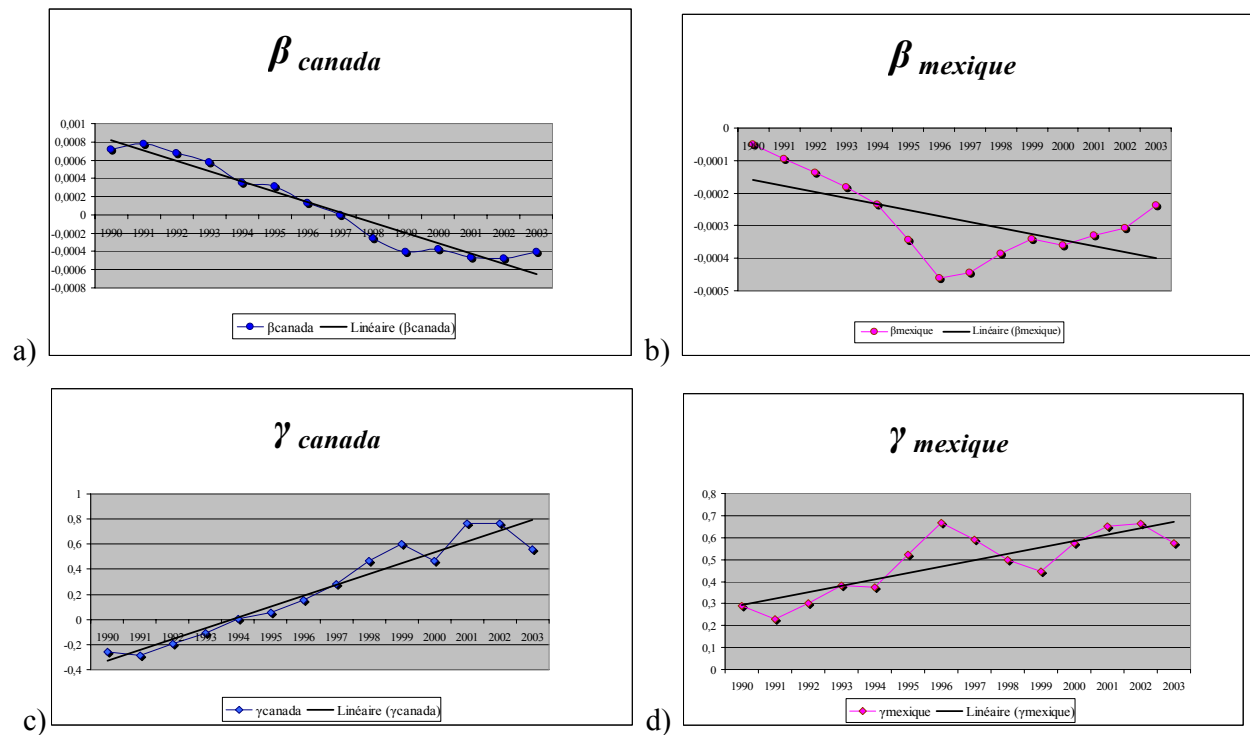 β canada
0,001
0,0008
0,0006
0,0004
0,0002
0
-0,0002
-0,0004
-0,0006
-0,0008
1990 1991 1992 1993 1994 1995 1996 1997 1998 1999 2000 2001 2002 2003
βcanada Linéaire (βcanada)
a)
β mexique
0
-0,0001
-0,0002
-0,0003
-0,0004
-0,0005
1990 1991 1992 1993 1994 1995 1996 1997 1998 1999 2000 2001 2002 2003
βmexique Linéaire (βmexique)
b)
γ canada
1
0,8
0,6
0,4
0,2
0
-0,2
-0,4
1990 1991 1992 1993 1994 1995 1996 1997 1998 1999 2000 2001 2002 2003
γcanada Linéaire (γcanada)
c)
γ mexique
0,8
0,7
0,6
0,5
0,4
0,3
0,2
0,1
0
1990 1991 1992 1993 1994 1995 1996 1997 1998 1999 2000 2001 2002 2003
γmexique Linéaire (γmexique)
d)